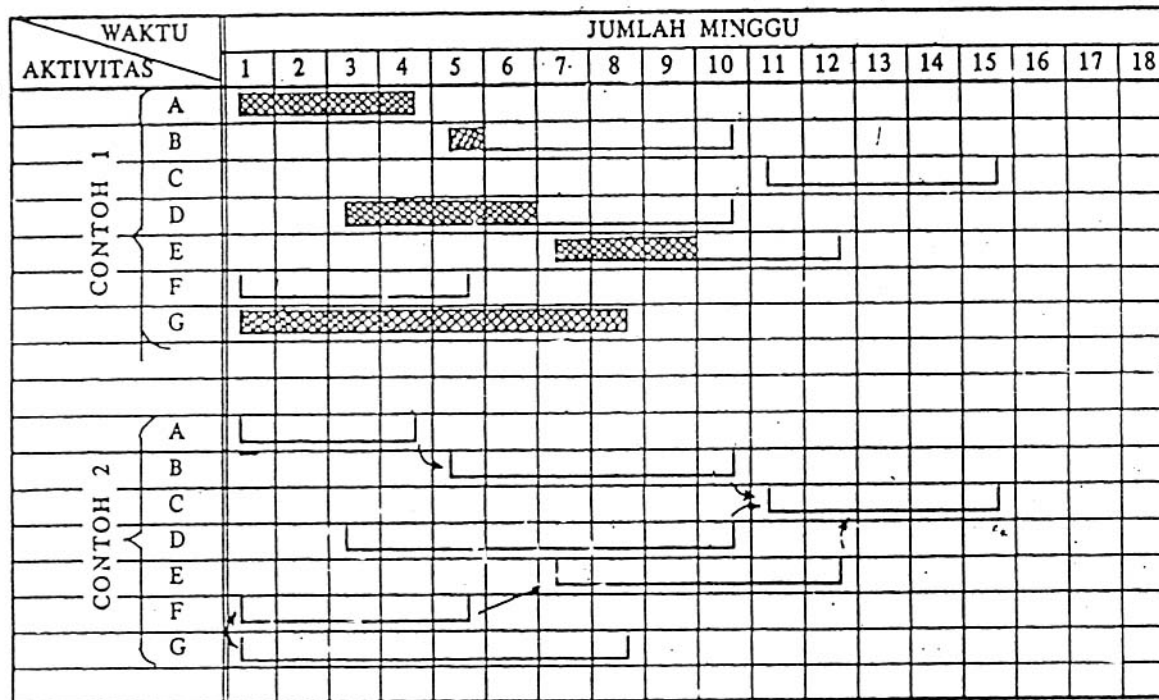 WAKTU
AKTIVITAS
JUMLAH MINGGU
1 2 3 4 5 6 7 8 9 10 11 12 13 14 15 16 17 18
CONTOH 1
A
B
C
D
E
F
G
CONTOH 2
A
B
C
D
E
F
G